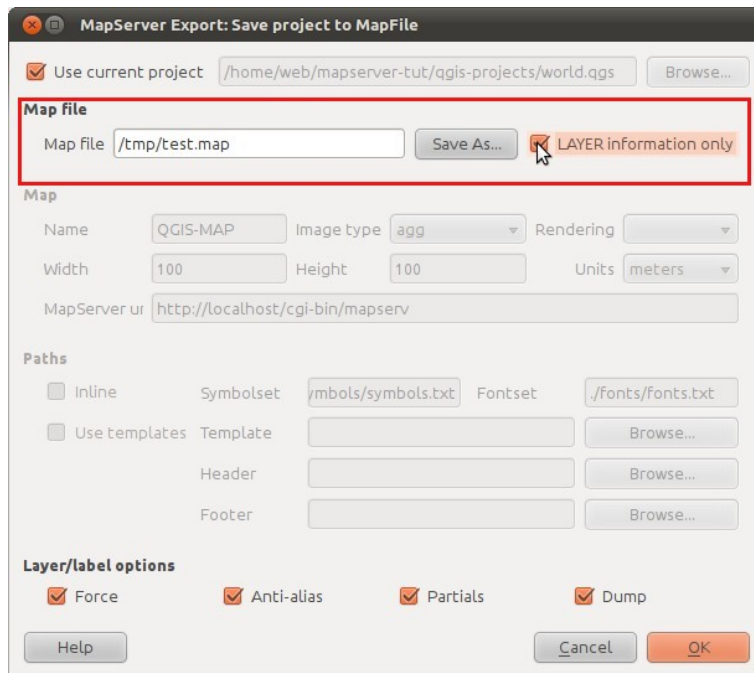 MapServer Export: Save project to MapFile
Use current project /home/web/mapserver-tut/qgis-projects/world.qgs Browse...
Map file
Map file /tmp/test.map Save As... LAYER information only
Map
Name QGIS-MAP Image type agg Rendering
Width 100 Height 100 Units meters
MapServer ur http://localhost/cgi-bin/mapserv
Paths
Inline Symbolset ymbols/symbols.txt Fontset ./fonts/fonts.txt
Use templates Template Browse...
Header Browse...
Footer Browse...
Layer/label options
Force Anti-alias Partials Dump
Help Cancel OK